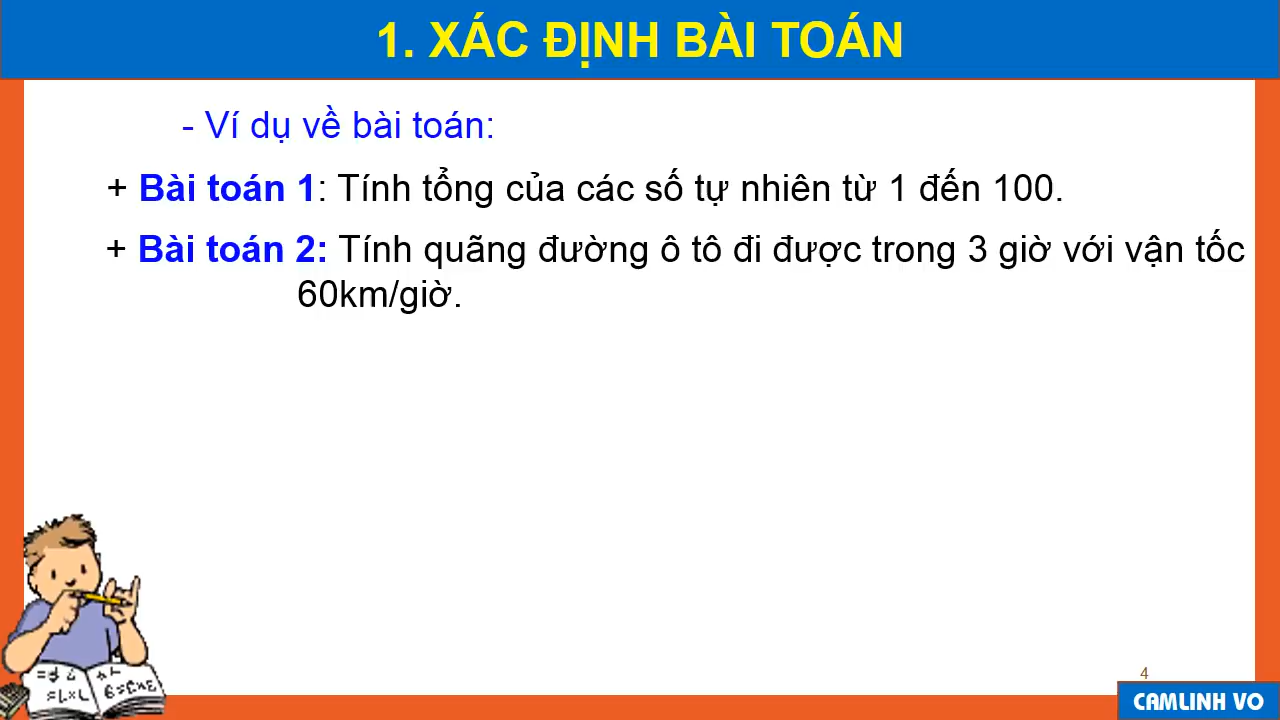 1. XÁC ĐỊNH BÀI TOÁN
- Ví dụ về bài toán:
+ Bài toán 1: Tính tổng của các số tự nhiên từ 1 đến 100.
+ Bài toán 2: Tính quãng đường ô tô đi được trong 3 giờ với vận tốc
60km/giờ.
4
CAMLINH VO